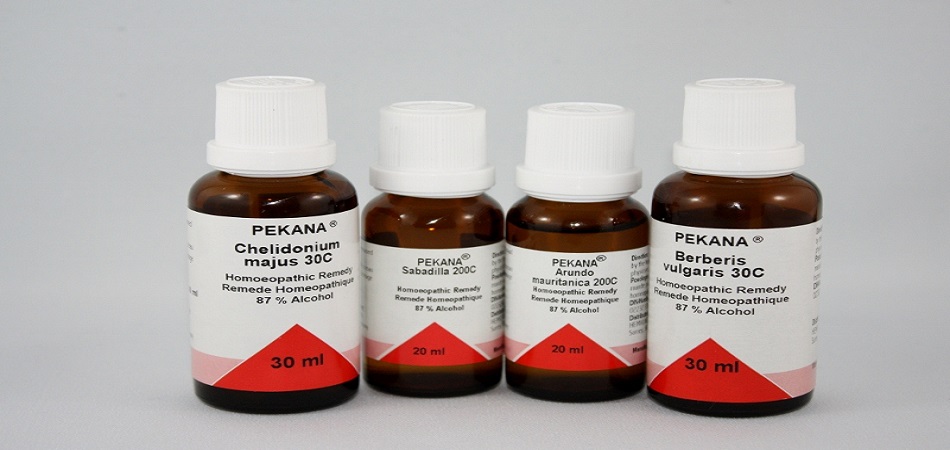 PEKANA®
Chelidonium
majus 30C
Homoeopathic Remedy
Remede Homeopathique
87 % Alcohol
30 ml
PEKANA®
Sabadilla 200C
Homoeopathic Remedy
Remede Homeopathique
87 % Alcohol
20 ml
PEKANA®
Arundo
mauritanica 200C
Homoeopathic Remedy
Remede Homeopathique
87 % Alcohol
20 ml
PEKANA®
Berberis
vulgaris 30C
Homoeopathic Remedy
Remede Homeopathique
87 % Alcohol
30 ml